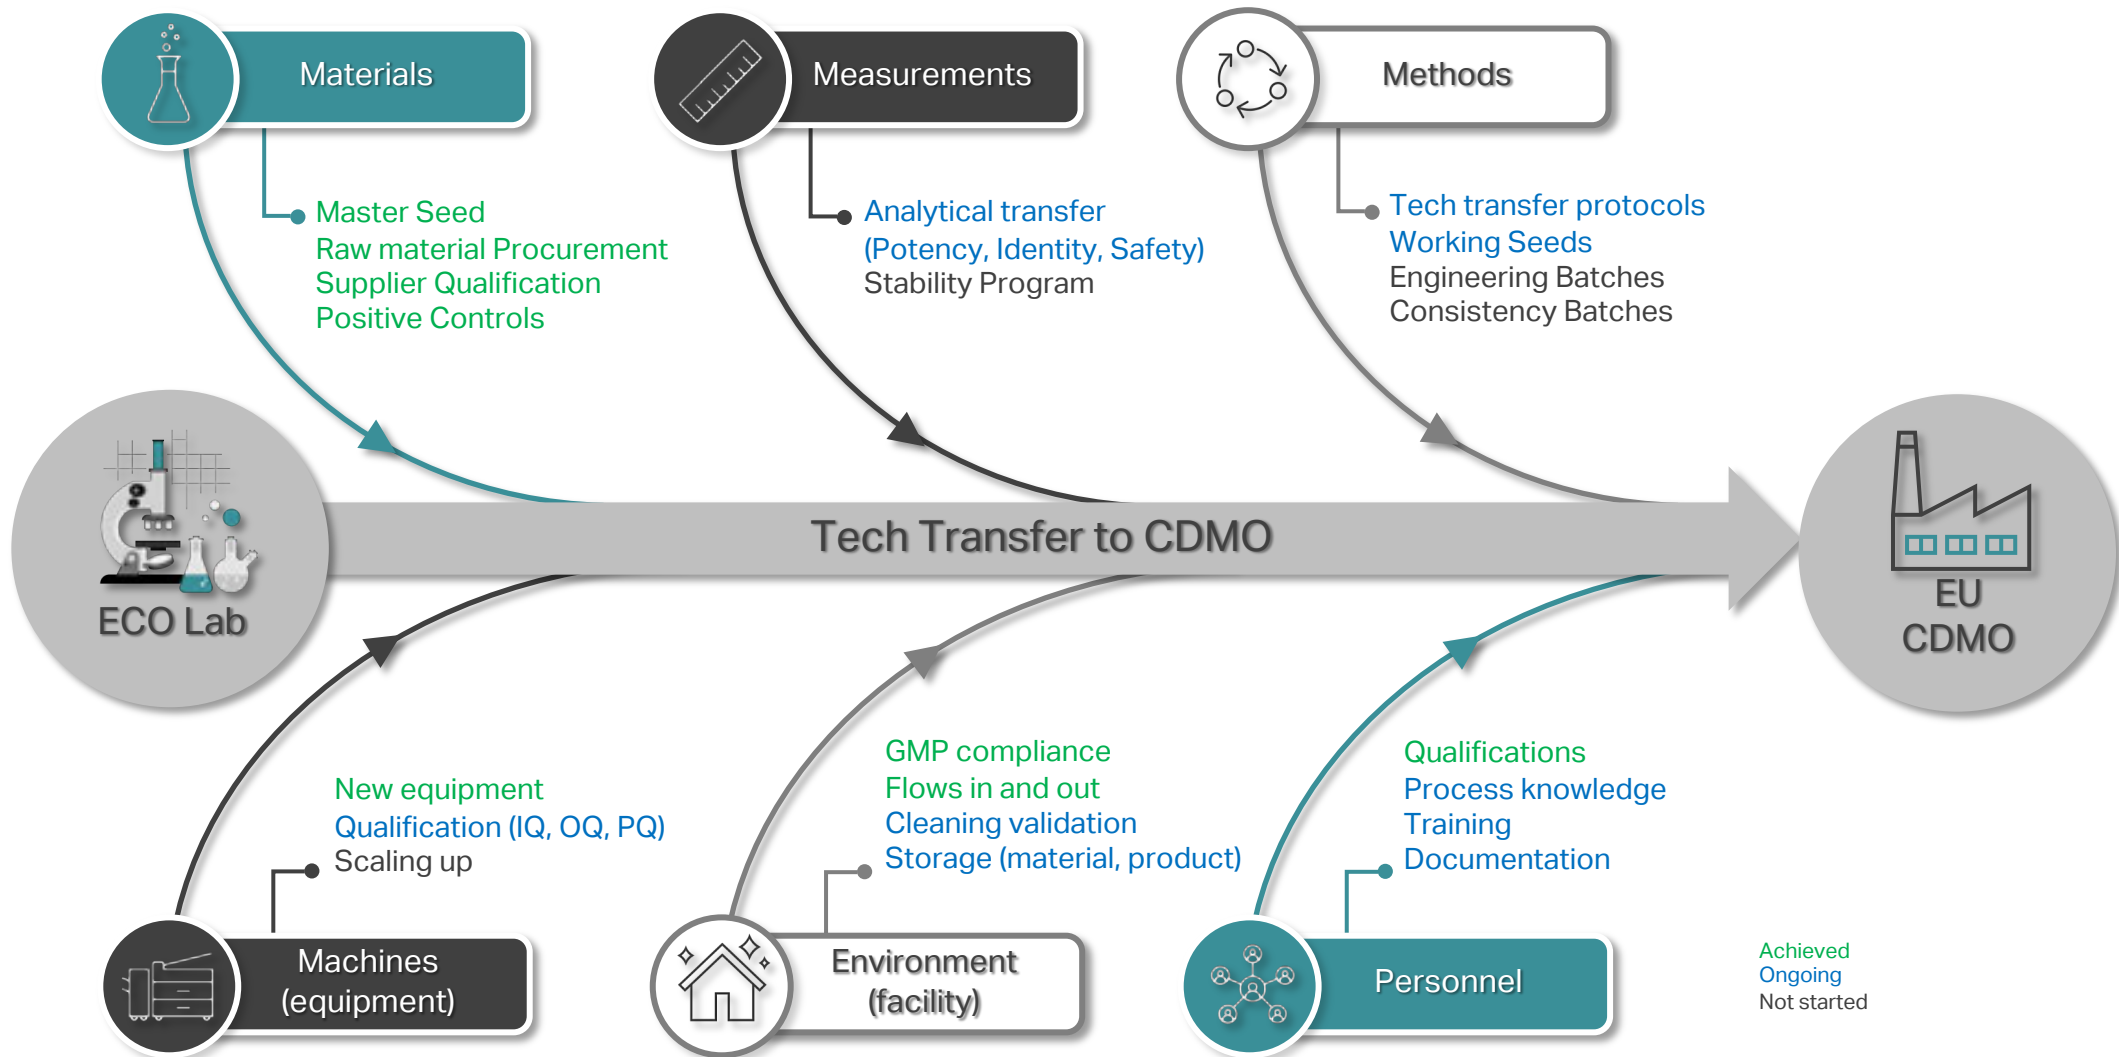 Materials
Measurements
Methods
Master Seed
Raw material Procurement
Supplier Qualification
Positive Controls
Analytical transfer
(Potency, Identity, Safety)
Stability Program
Tech transfer protocols
Working Seeds
Engineering Batches
Consistency Batches
ECO Lab
Tech Transfer to CDMO
EU
CDMO
New equipment
Qualification (IQ, OQ, PQ)
Scaling up
GMP compliance
Flows in and out
Cleaning validation
Storage (material, product)
Qualifications
Process knowledge
Training
Documentation
Machines
(equipment)
Environment
(facility)
Personnel
Achieved
Ongoing
Not started